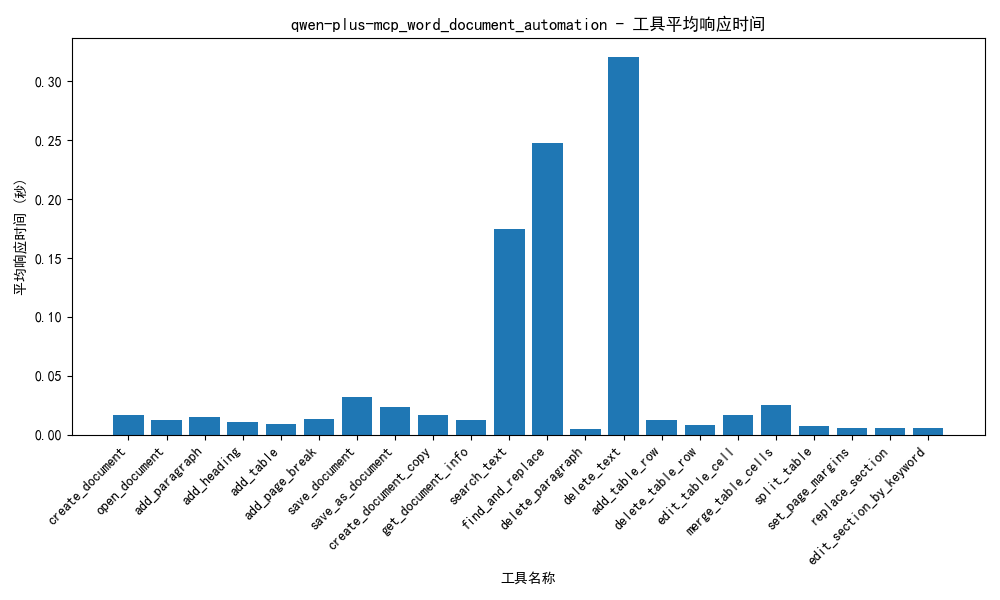 qwen-plus-mcp_word_document_automation - 工具平均响应时间
平均响应时间 (秒)
0.30
0.25
0.20
0.15
0.10
0.05
0.00
create_document
open_document
add_paragraph
add_heading
add_table
add_page_break
save_document
save_as_document
create_document_copy
get_document_info
search_text
find_and_replace
delete_paragraph
delete_text
add_table_row
delete_table_row
edit_table_cell
merge_table_cells
split_table
set_page_margins
replace_section
edit_section_by_keyword
工具名称